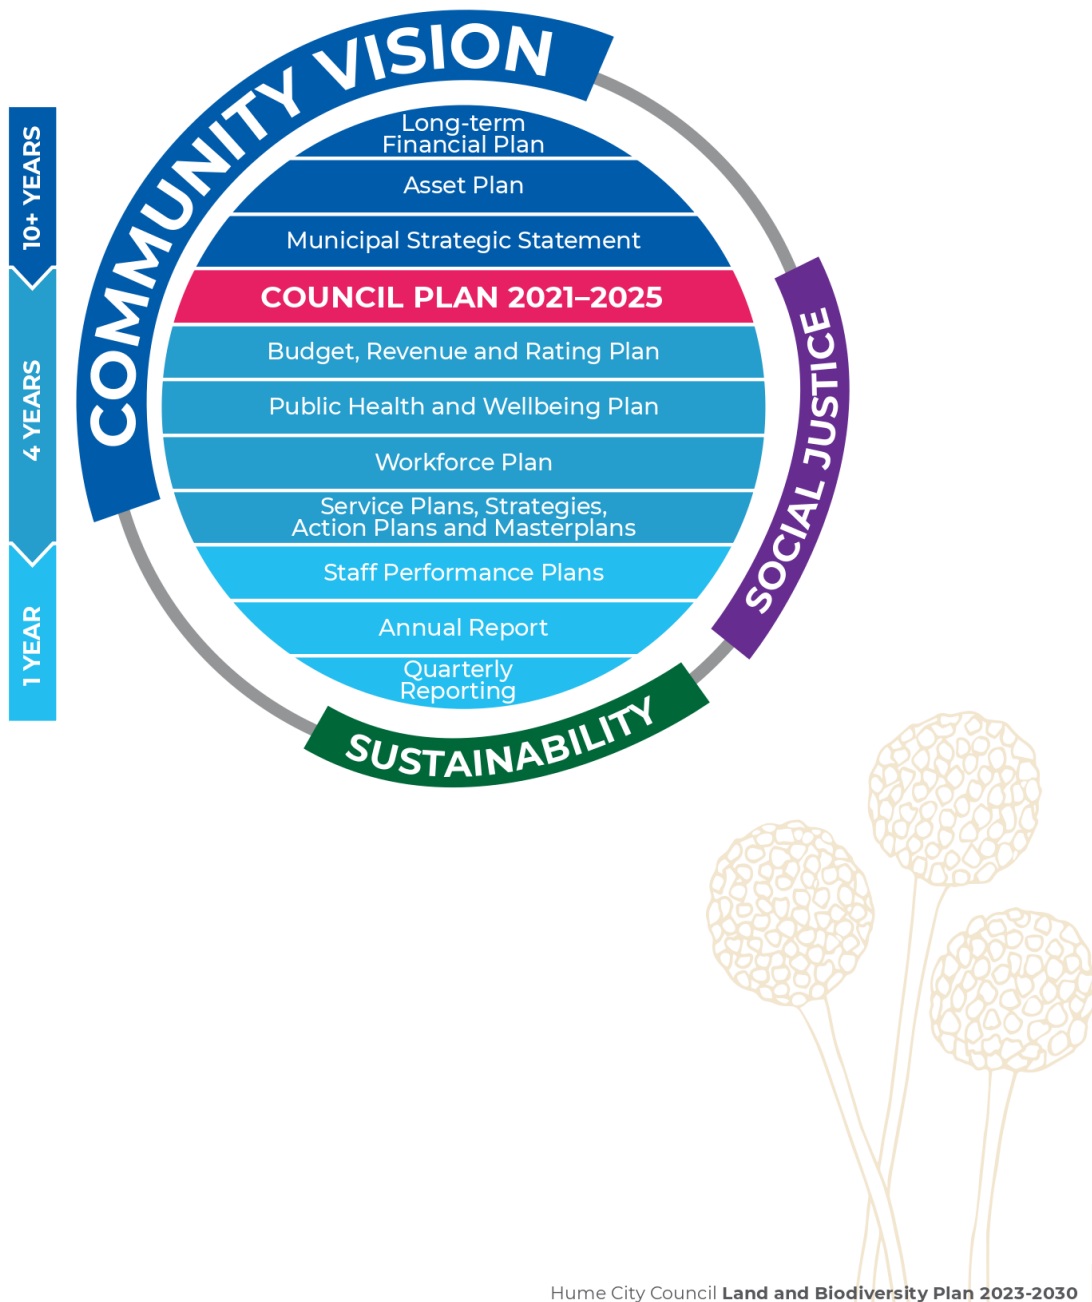 COMMUNITY VISION
10+ YEARS
4 YEARS
1 YEAR
Long-term
Financial Plan
Asset Plan
Municipal Strategic Statement
COUNCIL PLAN 2021–2025
Budget, Revenue and Rating Plan
Public Health and Wellbeing Plan
Workforce Plan
Service Plans, Strategies,
Action Plans and Masterplans
Staff Performance Plans
Annual Report
Quarterly
Reporting
SOCIAL JUSTICE
SUSTAINABILITY
Hume City Council Land and Biodiversity Plan 2023-2030